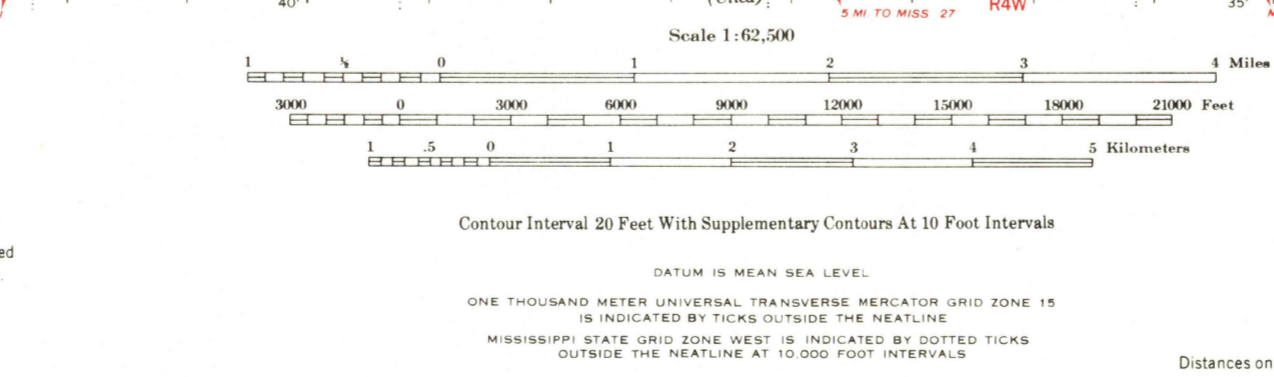 40'
(Utica)
5 MI. TO MISS 27
R4W
35'
Scale 1:62,500
1 ½ 0 1 2 3 4 Miles
3000 0 3000 6000 9000 12000 15000 18000 21000 Feet
1 .5 0 1 2 3 4 5 Kilometers
Contour Interval 20 Feet With Supplementary Contours At 10 Foot Intervals
ed
DATUM IS MEAN SEA LEVEL
ONE THOUSAND METER UNIVERSAL TRANSVERSE MERCATOR GRID ZONE 15
IS INDICATED BY TICKS OUTSIDE THE NEATLINE
MISSISSIPPI STATE GRID ZONE WEST IS INDICATED BY DOTTED TICKS
OUTSIDE THE NEATLINE AT 10.000 FOOT INTERVALS
Distances on